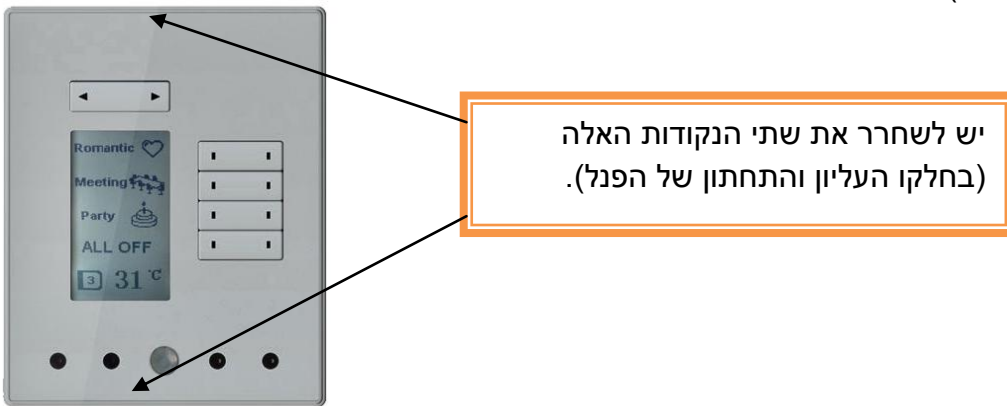 יש לשחרר את שתי הנקודות האלה
(בחלקו העליון והתחתון של הפנל).
Romantic
Meeting
Party
ALL OFF
3 31 °C